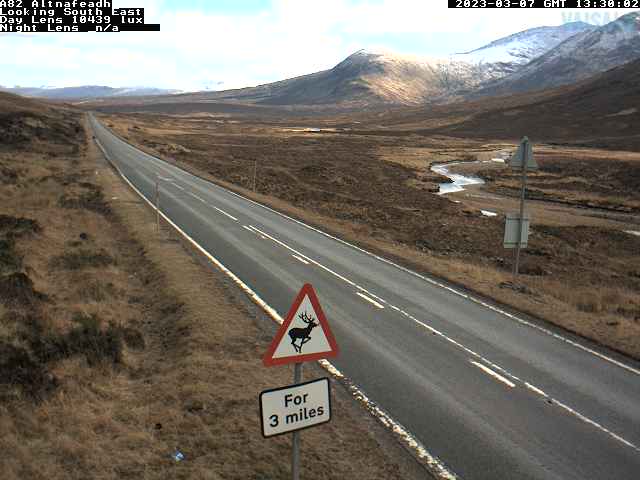 A82 Altnafeadh
Looking South East
Day Lens 10439 lux
Night Lens n/a
2023-03-07 GMT 13:30:02
VAISALA
For
3 miles